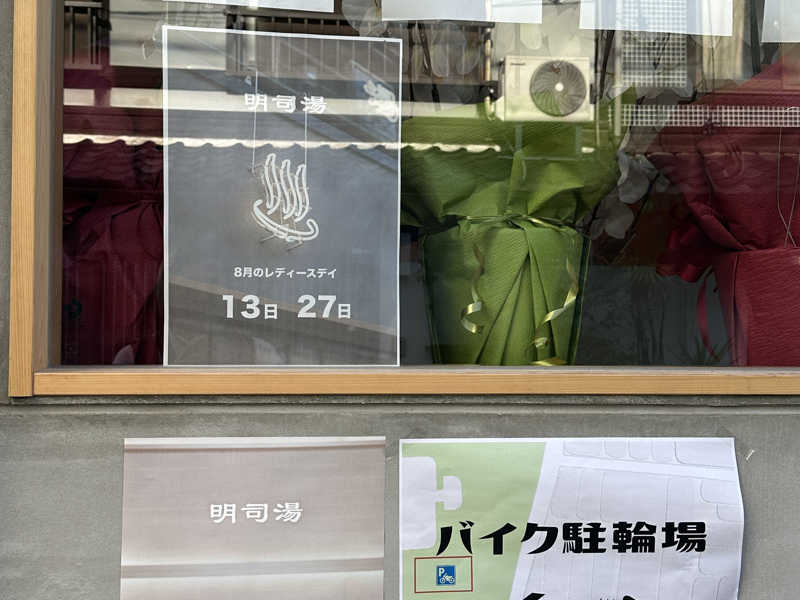 明司湯
8月のレディースデイ
13日 27日
明司湯
バイク駐輪場
P